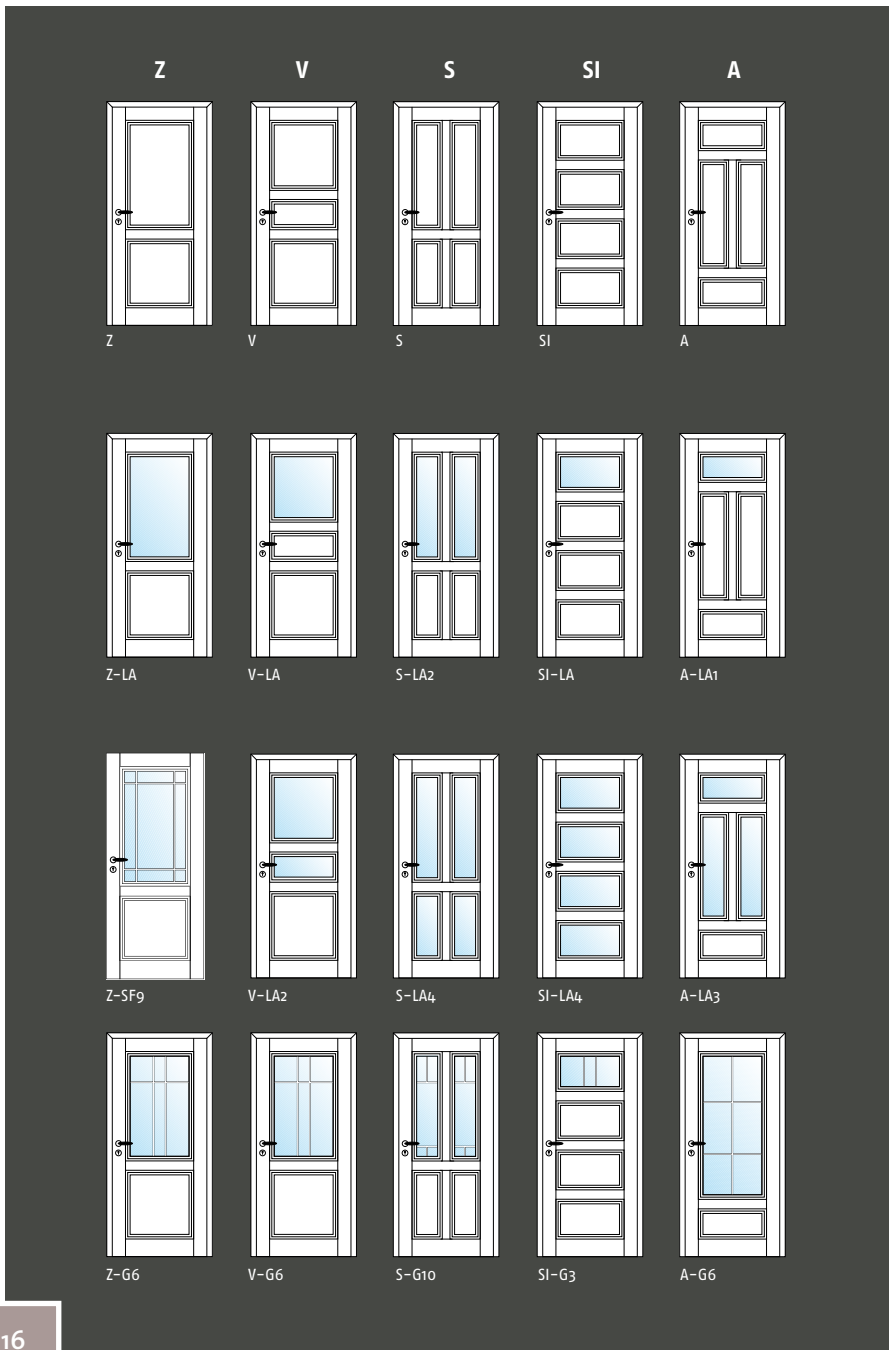 Z V S SI A
Z V S SI A
Z-LA V-LA S-LA2 SI-LA A-LA1
Z-SF9 V-LA2 S-LA4 SI-LA4 A-LA3
Z-G6 V-G6 S-G10 SI-G3 A-G6
16